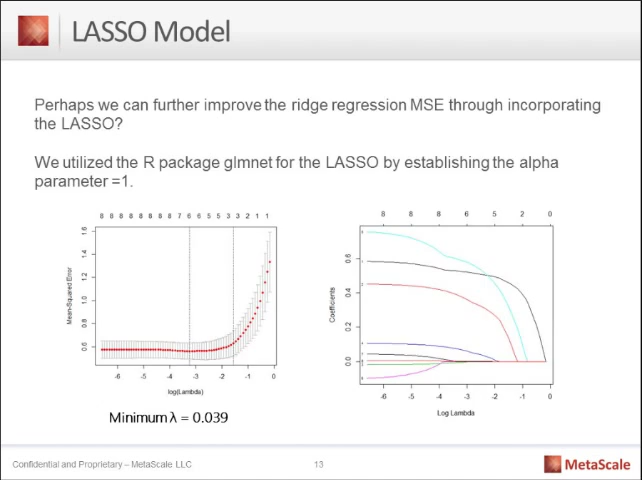 LASSO Model
Perhaps we can further improve the ridge regression MSE through incorporating
the LASSO?
We utilized the R package glmnet for the LASSO by establishing the alpha
parameter =1.
8 8 8 8 8 8 7 6 6 5 5 3 3 2 1 1
Mean-Squared Error
1.6
1.4
1.2
1.0
0.8
0.6
-6 -5 -4 -3 -2 -1 0
log(Lambda)
Minimum λ = 0.039
8 8 8 6 5 2 0
Coefficients
0.6
0.4
0.2
0.0
-6 -5 -4 -3 -2 -1 0
Log Lambda
Confidential and Proprietary – MetaScale LLC
13
MetaScale